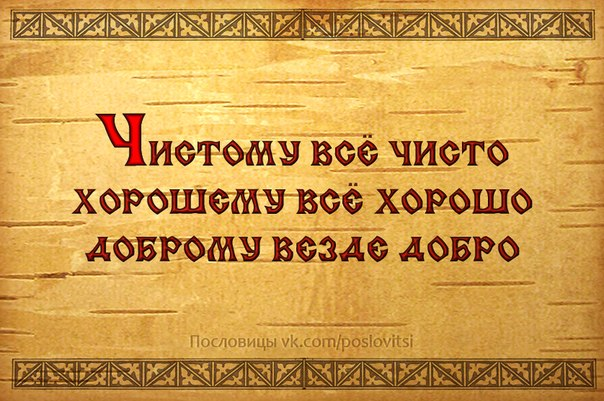 Чистому всё чисто
хорошему всё хорошо
доброму везде добро
Пословицы vk.com/poslovitsi